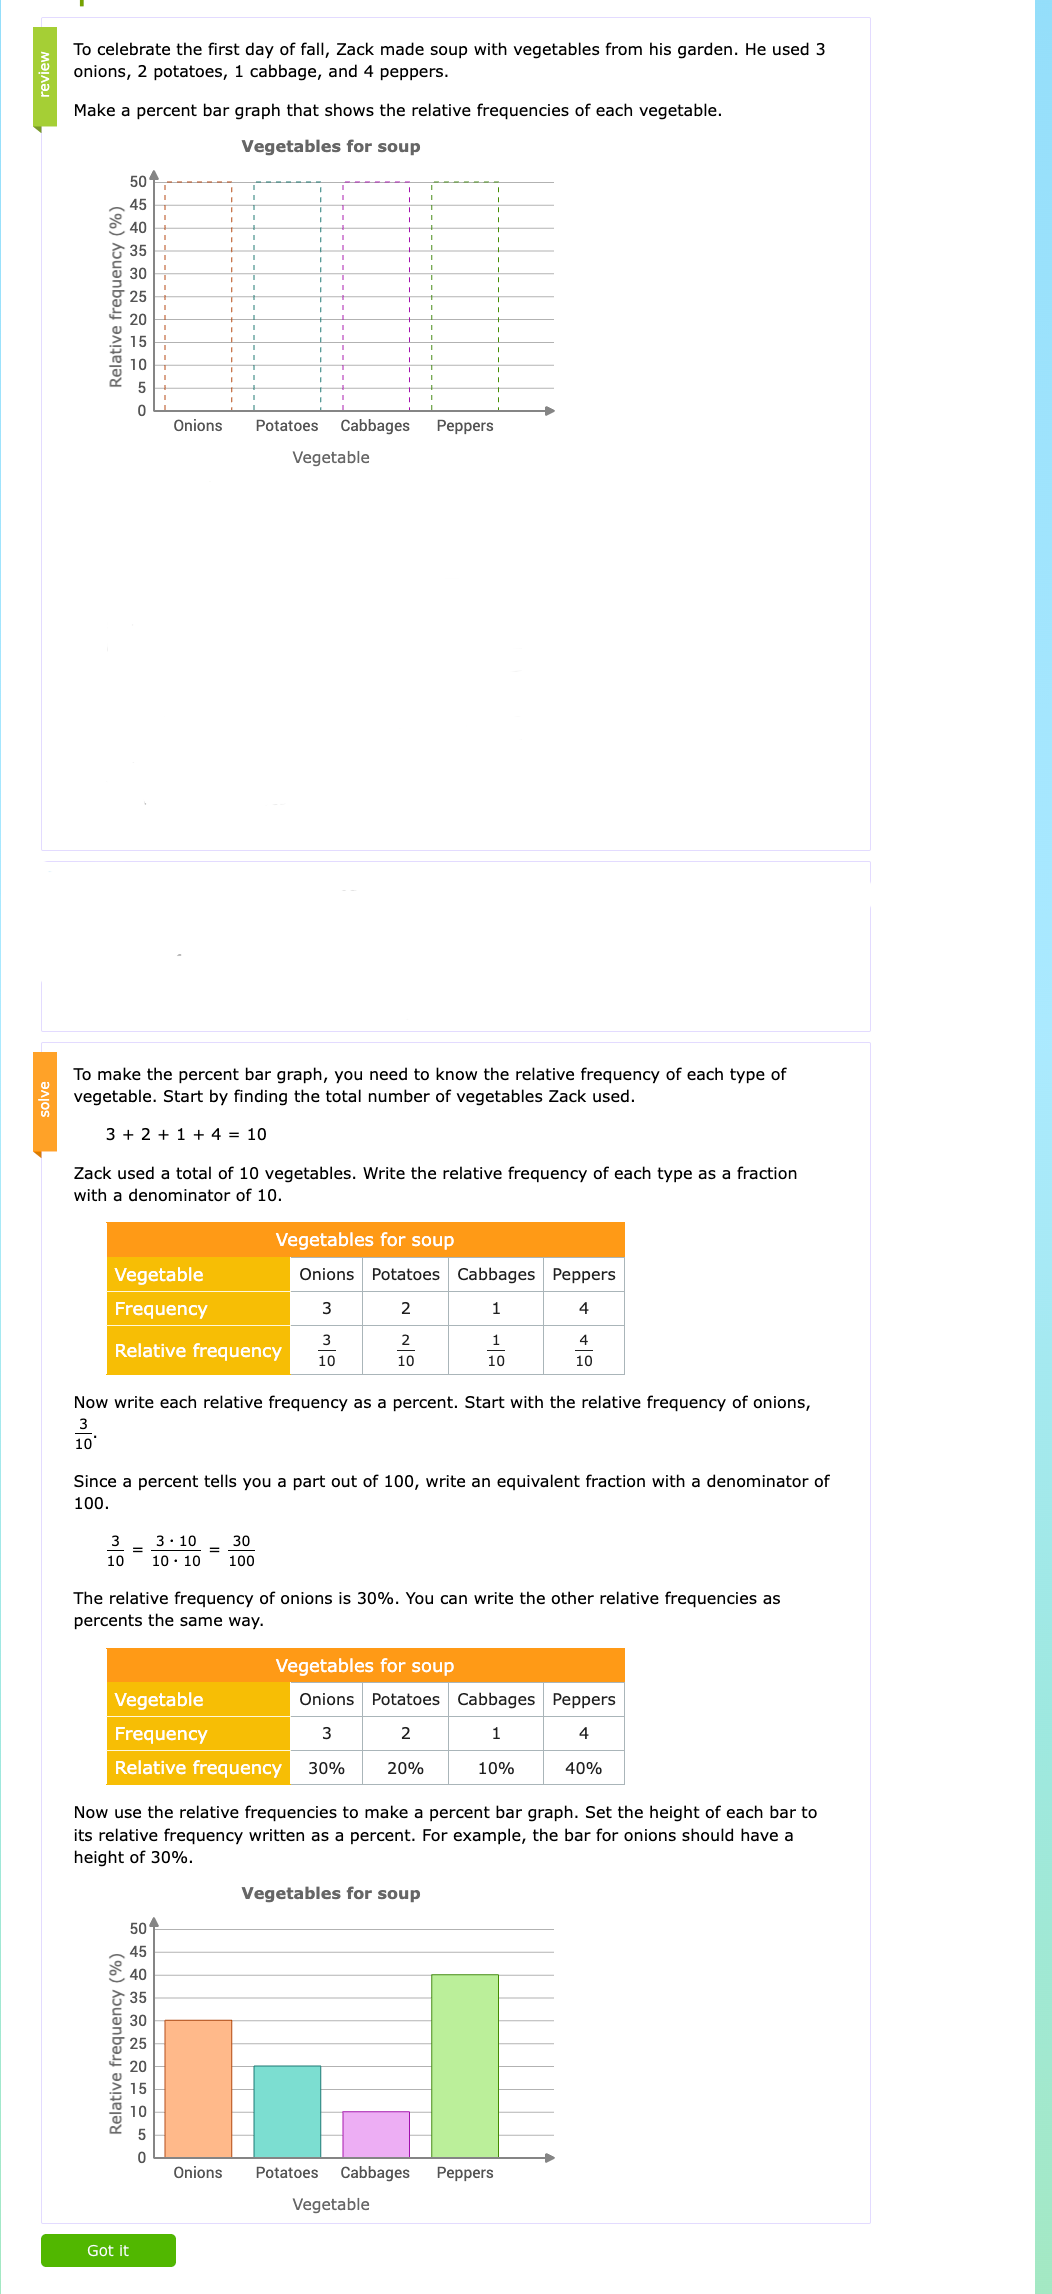 review
To celebrate the first day of fall, Zack made soup with vegetables from his garden. He used 3
onions, 2 potatoes, 1 cabbage, and 4 peppers.
Make a percent bar graph that shows the relative frequencies of each vegetable.
Vegetables for soup
Relative frequency (%)
50
45
40
35
30
25
20
15
10
5
0
Onions Potatoes Cabbages Peppers
Vegetable
solve
To make the percent bar graph, you need to know the relative frequency of each type of
vegetable. Start by finding the total number of vegetables Zack used.
3 + 2 + 1 + 4 = 10
Zack used a total of 10 vegetables. Write the relative frequency of each type as a fraction
with a denominator of 10.
Vegetables for soup
Vegetable Onions Potatoes Cabbages Peppers
Frequency 3 2 1 4
Relative frequency 3/10 2/10 1/10 4/10
Now write each relative frequency as a percent. Start with the relative frequency of onions,
3/10.
Since a percent tells you a part out of 100, write an equivalent fraction with a denominator of
100.
3/10 = 3 · 10/10 · 10 = 30/100
The relative frequency of onions is 30%. You can write the other relative frequencies as
percents the same way.
Vegetables for soup
Vegetable Onions Potatoes Cabbages Peppers
Frequency 3 2 1 4
Relative frequency 30% 20% 10% 40%
Now use the relative frequencies to make a percent bar graph. Set the height of each bar to
its relative frequency written as a percent. For example, the bar for onions should have a
height of 30%.
Vegetables for soup
Relative frequency (%)
50
45
40
35
30
25
20
15
10
5
0
Onions Potatoes Cabbages Peppers
Vegetable
Got it